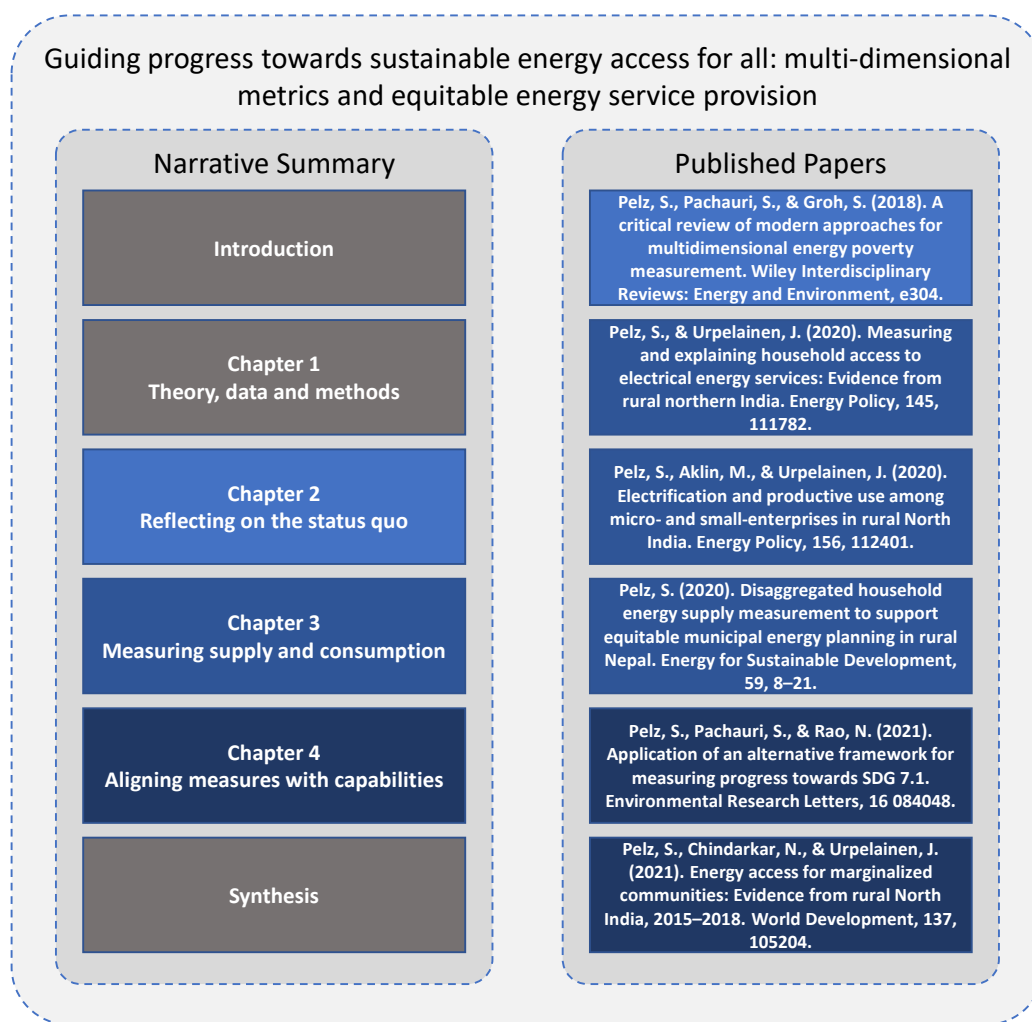 Guiding progress towards sustainable energy access for all: multi-dimensional
metrics and equitable energy service provision
Narrative Summary
Introduction
Chapter 1
Theory, data and methods
Chapter 2
Reflecting on the status quo
Chapter 3
Measuring supply and consumption
Chapter 4
Aligning measures with capabilities
Synthesis
Published Papers
Pelz, S., Pachauri, S., & Groh, S. (2018). A
critical review of modern approaches for
multidimensional energy poverty
measurement. Wiley Interdisciplinary
Reviews: Energy and Environment, e304.
Pelz, S., & Urpelainen, J. (2020). Measuring
and explaining household access to
electrical energy services: Evidence from
rural northern India. Energy Policy, 145,
111782.
Pelz, S., Aklin, M., & Urpelainen, J. (2020).
Electrification and productive use among
micro- and small-enterprises in rural North
India. Energy Policy, 156, 112401.
Pelz, S. (2020). Disaggregated household
energy supply measurement to support
equitable municipal energy planning in rural
Nepal. Energy for Sustainable Development,
59, 8–21.
Pelz, S., Pachauri, S., & Rao, N. (2021).
Application of an alternative framework for
measuring progress towards SDG 7.1.
Environmental Research Letters, 16 084048.
Pelz, S., Chindarkar, N., & Urpelainen, J.
(2021). Energy access for marginalized
communities: Evidence from rural North
India, 2015–2018. World Development, 137,
105204.